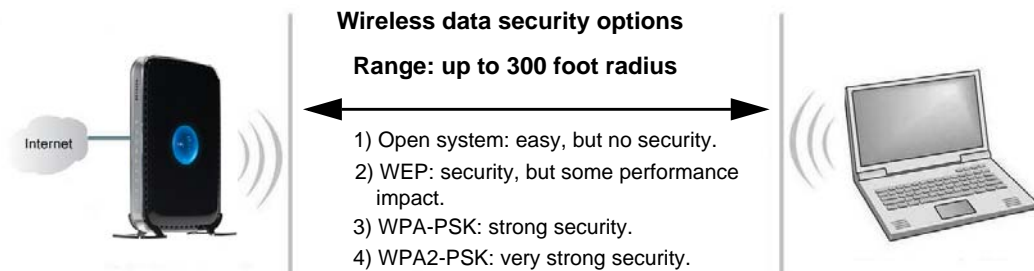 Wireless data security options
Range: up to 300 foot radius
Internet
1) Open system: easy, but no security.
2) WEP: security, but some performance
impact.
3) WPA-PSK: strong security.
4) WPA2-PSK: very strong security.